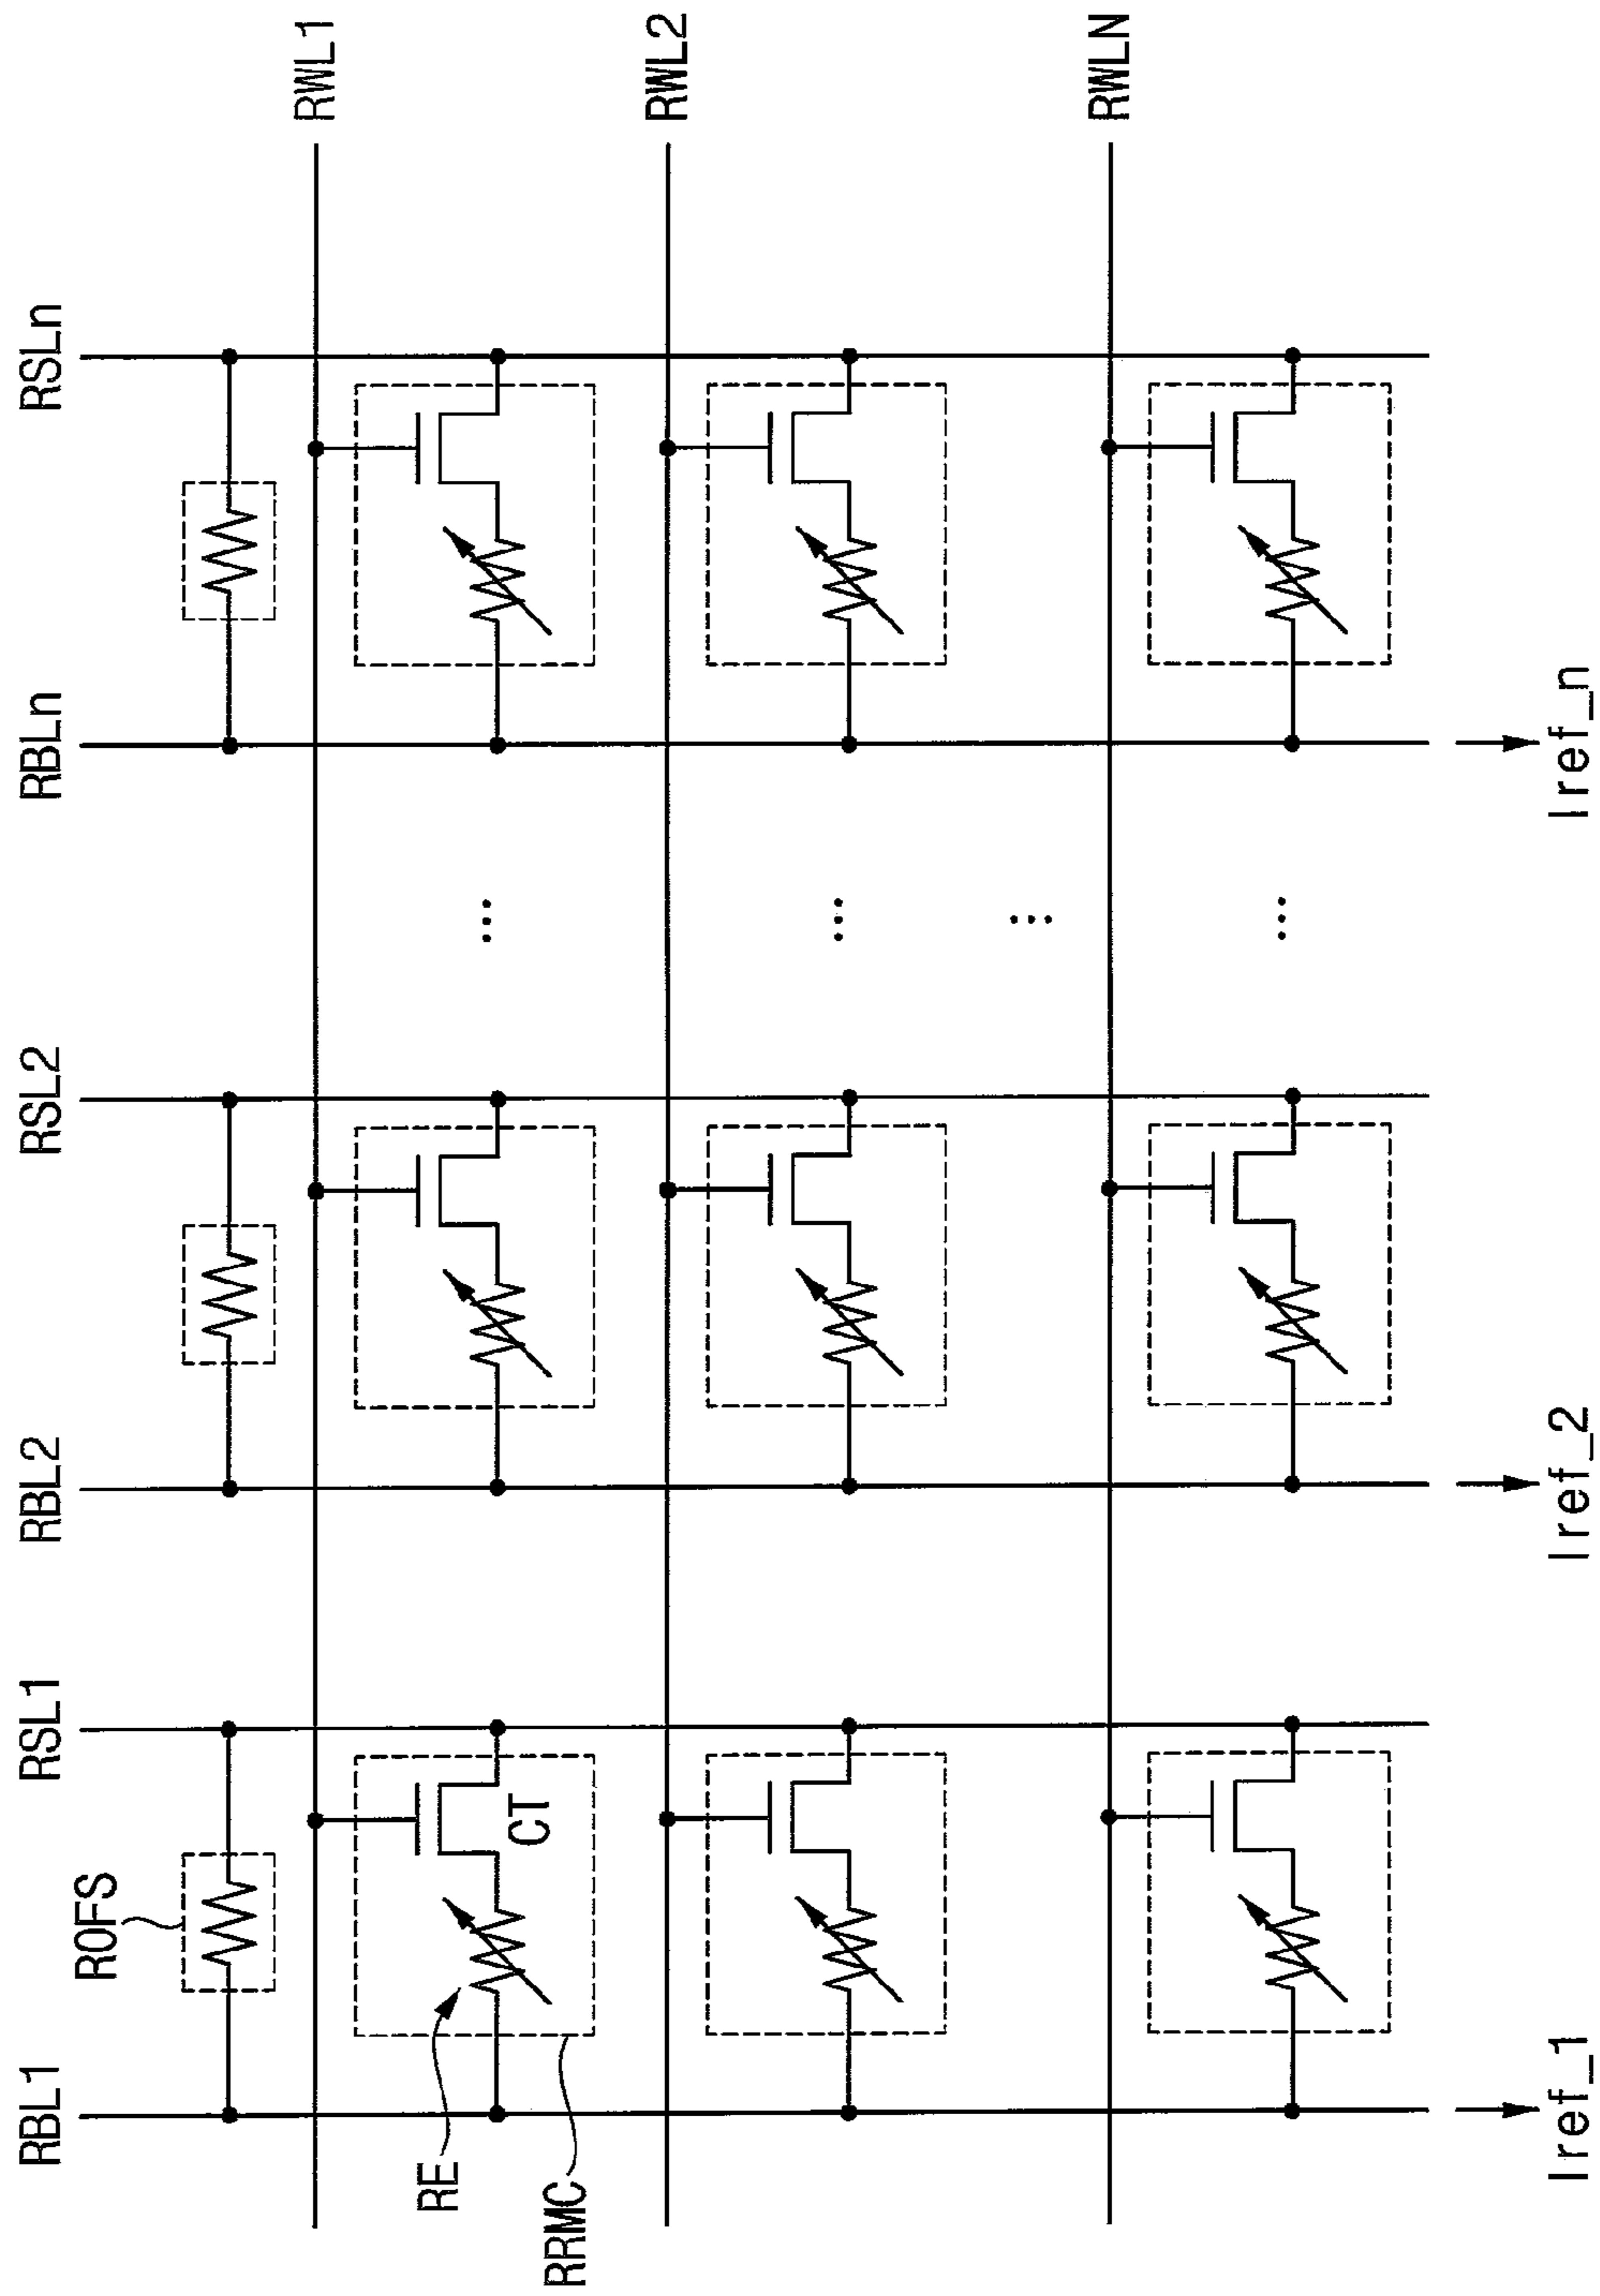 RBL1
RSL1
RBL2
RSL2
RBLn
RSLn
ROFS
RWL1
RE
CT
RRMC
RWL2
...
...
...
...
RWLN
Iref_1
Iref_2
Iref_n